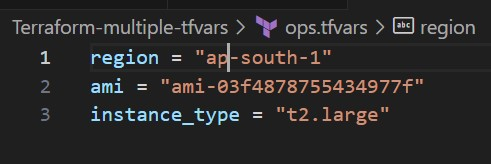 Terraform-multiple-tfvars > ops.tfvars > abc region
1 region = "ap-south-1"
2 ami = "ami-03f4878755434977f"
3 instance_type = "t2.large"